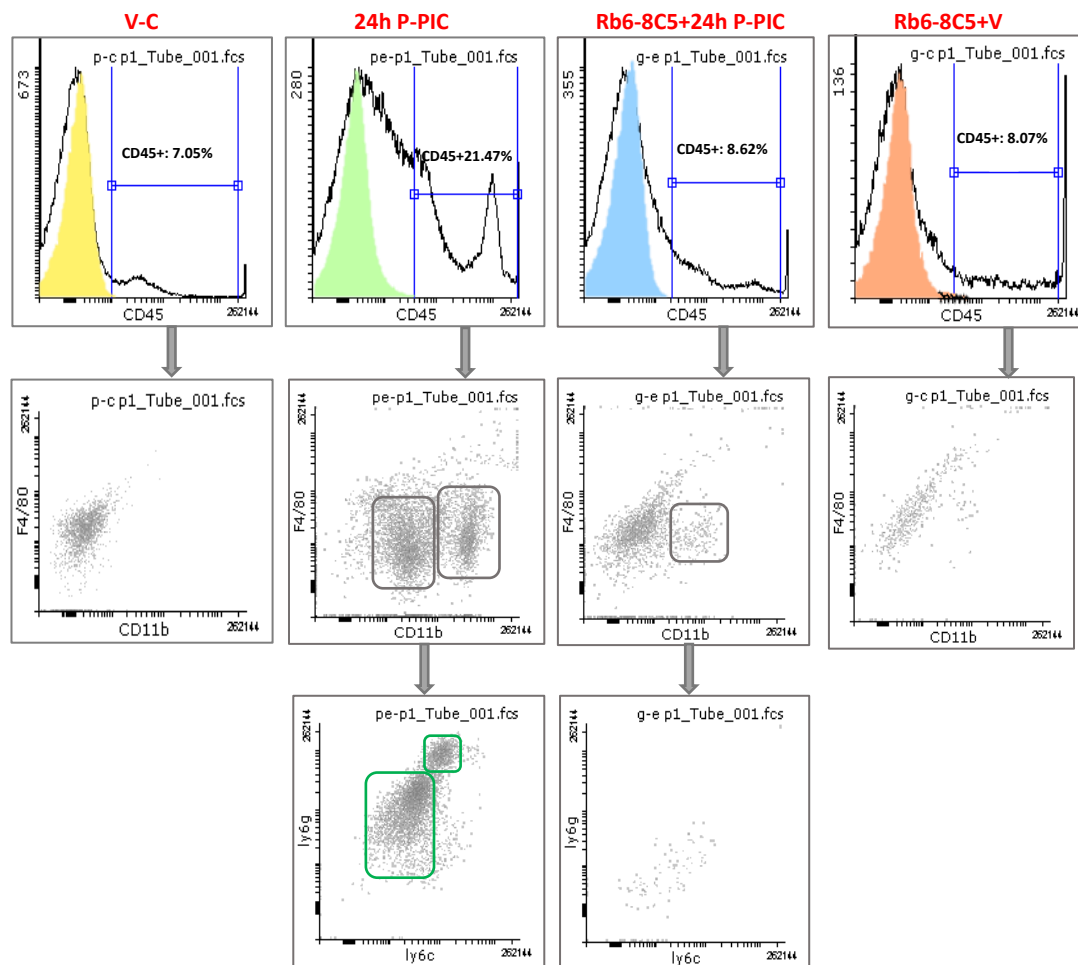 V-C
24h P-PIC
Rb6-8C5+24h P-PIC
Rb6-8C5+V
p-c p1_Tube_001.fcs
673
CD45+: 7.05%
CD45
262144
pe-p1_Tube_001.fcs
280
CD45+21.47%
CD45
262144
g-e p1_Tube_001.fcs
355
CD45+: 8.62%
CD45
262144
g-c p1_Tube_001.fcs
136
CD45+: 8.07%
CD45
262144
p-c p1_Tube_001.fcs
262144
F4/80
CD11b
262144
pe-p1_Tube_001.fcs
262144
F4/80
CD11b
262144
g-e p1_Tube_001.fcs
262144
F4/80
CD11b
262144
g-c p1_Tube_001.fcs
262144
F4/80
CD11b
262144
pe-p1_Tube_001.fcs
262144
ly6g
ly6c
262144
g-e p1_Tube_001.fcs
262144
ly6g
ly6c
262144